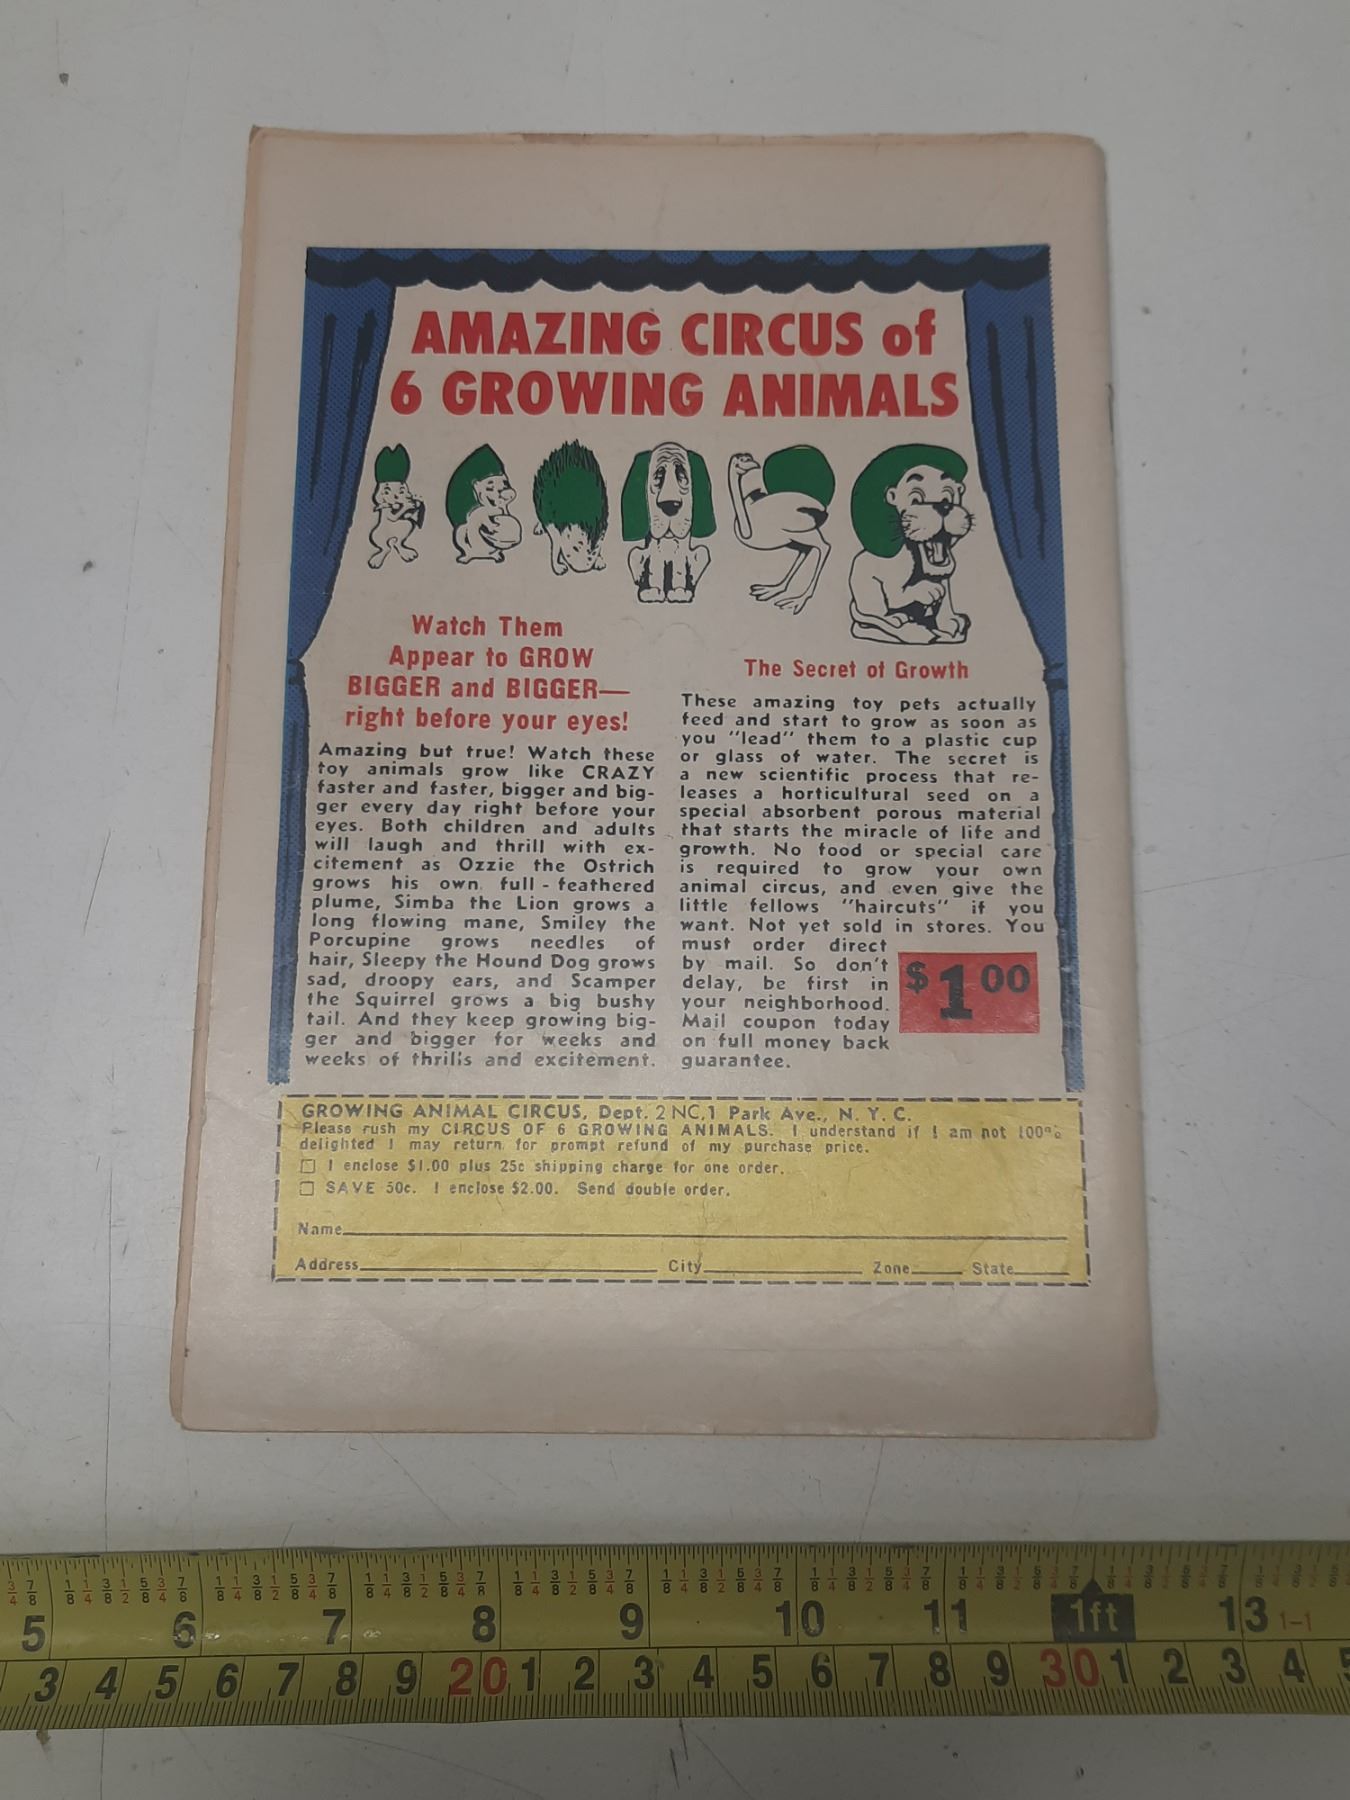 AMAZING CIRCUS of
6 GROWING ANIMALS
Watch Them
Appear to GROW
BIGGER and BIGGER—
right before your eyes!
Amazing but true! Watch these
toy animals grow like CRAZY
faster and faster, bigger and big-
ger every day right before your
eyes. Both children and adults
will laugh and thrill with ex-
citement as Ozzie the Ostrich
grows his own full - feathered
plume, Simba the Lion grows a
long flowing mane, Smiley the
Porcupine grows needles of
hair, Sleepy the Hound Dog grows
sad, droopy ears, and Scamper
the Squirrel grows a big bushy
tail. And they keep growing big-
ger and bigger for weeks and
weeks of thrills and excitement.
The Secret of Growth
These amazing toy pets actually
feed and start to grow as soon as
you "lead" them to a plastic cup
or glass of water. The secret is
a new scientific process that re-
leases a horticultural seed on a
special absorbent porous material
that starts the miracle of life and
growth. No food or special care
is required to grow your own
animal circus, and even give the
little fellows "haircuts" if you
want. Not yet sold in stores. You
must order direct
by mail. So don't
delay, be first in
your neighborhood.
Mail coupon today
on full money back
guarantee.
$1.00
GROWING ANIMAL CIRCUS, Dept. 2NC,1 Park Ave., N. Y. C.
Please rush my CIRCUS OF 6 GROWING ANIMALS. I understand if I am not 100%
delighted I may return for prompt refund of my purchase price.
I enclose $1.00 plus 25c shipping charge for one order.
SAVE 50c. I enclose $2.00. Send double order.
Name
Address City Zone State
5 6 7 8 9 10 11 1ft 13 1-1
3 4 5 6 7 8 9 20 1 2 3 4 5 6 7 8 9 30 1 2 3 4 5